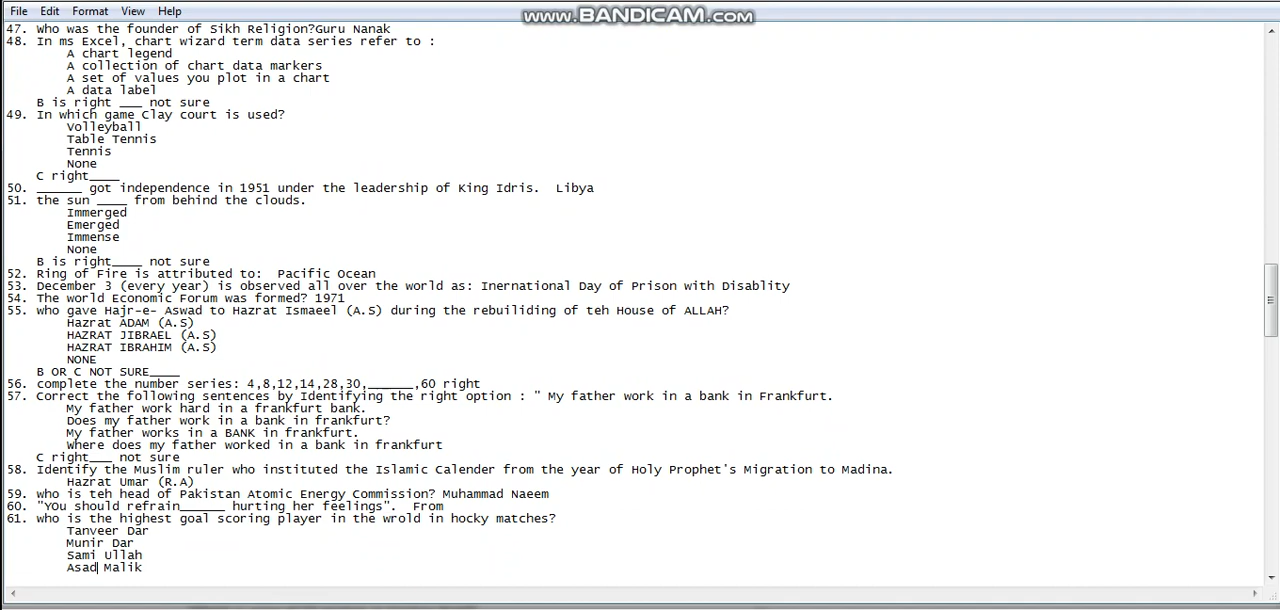 File Edit Format View Help
www.BANDICAM.com
47. Who was the founder of Sikh Religion?Guru Nanak
48. In ms Excel, chart wizard term data series refer to :
A chart legend
A collection of chart data markers
A set of values you plot in a chart
A data label
B is right ___ not sure
49. In which game Clay court is used?
Volleyball
Table Tennis
Tennis
None
C right____
50. ______ got independence in 1951 under the leadership of King Idris. Libya
51. the sun ____ from behind the clouds.
Immerged
Emerged
Immense
None
B is right____ not sure
52. Ring of Fire is attributed to: Pacific Ocean
53. December 3 (every year) is observed all over the world as: Inernational Day of Prison with Disablity
54. The world Economic Forum was formed? 1971
55. who gave Hajr-e- Aswad to Hazrat Ismaeel (A.S) during the rebuiliding of teh House of ALLAH?
Hazrat ADAM (A.S)
HAZRAT JIBRAEL (A.S)
HAZRAT IBRAHIM (A.S)
NONE
B OR C NOT SURE____
56. complete the number series: 4,8,12,14,28,30,______,60 right
57. Correct the following sentences by Identifying the right option : " My father work in a bank in Frankfurt.
My father work hard in a frankfurt bank.
Does my father work in a bank in frankfurt?
My father works in a BANK in frankfurt.
Where does my father worked in a bank in frankfurt
C right___ not sure
58. Identify the Muslim ruler who instituted the Islamic Calender from the year of Holy Prophet's Migration to Madina.
Hazrat Umar (R.A)
59. who is teh head of Pakistan Atomic Energy Commission? Muhammad Naeem
60. "You should refrain______ hurting her feelings". From
61. who is the highest goal scoring player in the wrold in hocky matches?
Tanveer Dar
Munir Dar
Sami Ullah
Asad Malik